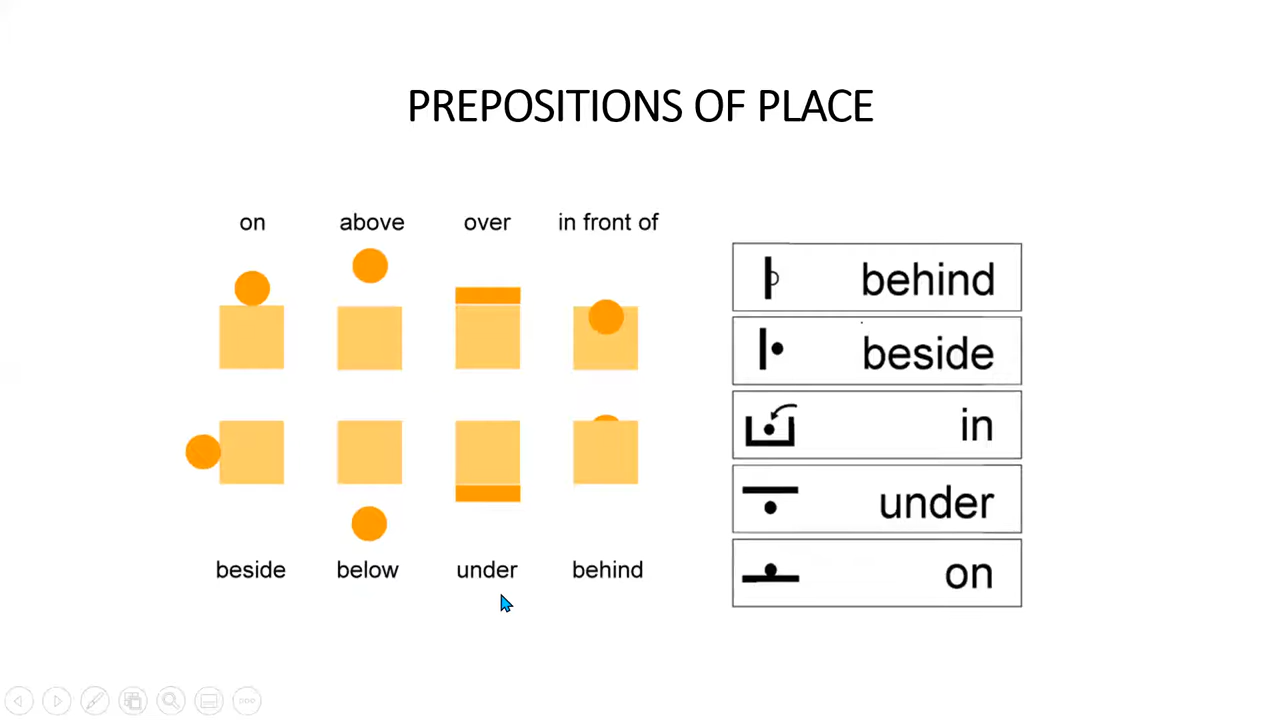 PREPOSITIONS OF PLACE
on above over in front of
beside below under behind
behind
beside
in
under
on